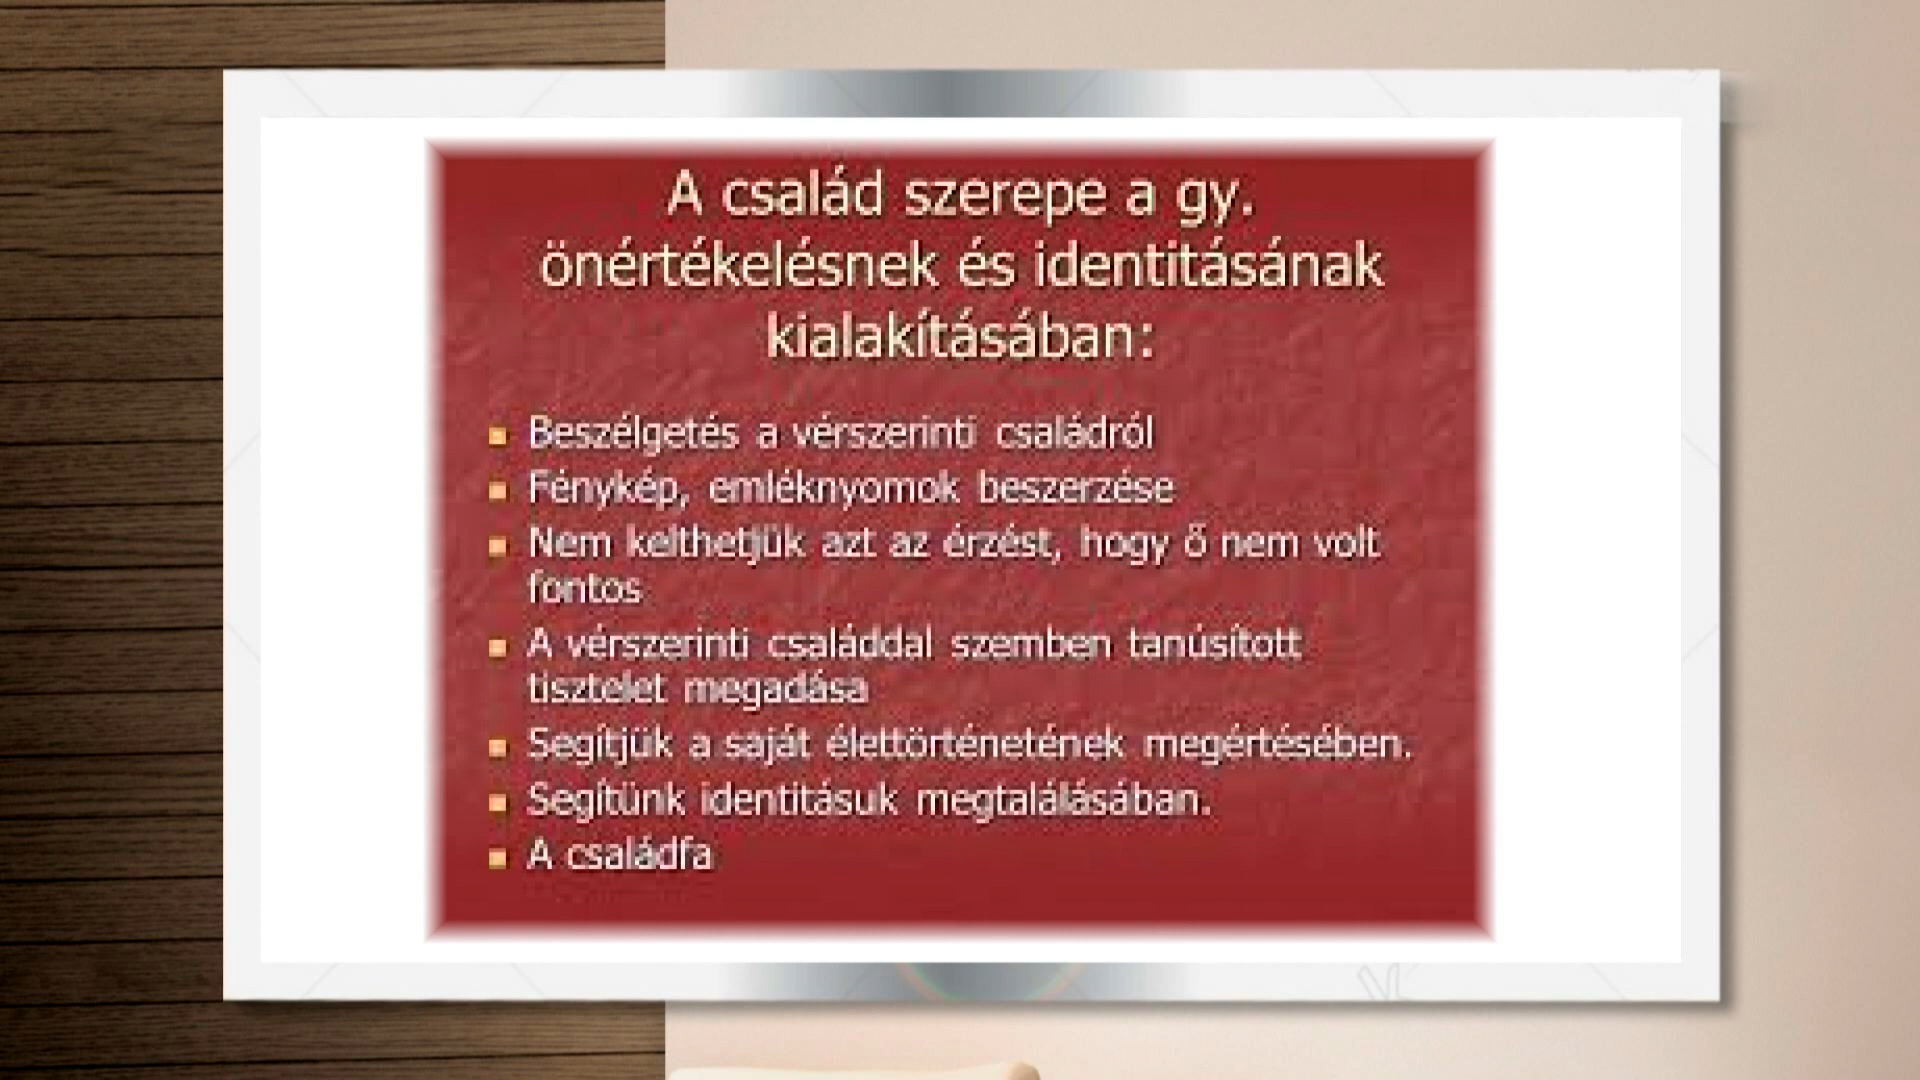 A család szerepe a gy.
önértékelésnek és identitásának
kialakításában:
Beszélgetés a vérszerinti családról
Fénykép, emléknyomok beszerzése
Nem kelthetjük azt az érzést, hogy ő nem volt
fontos
A vérszerinti családdal szemben tanúsított
tisztelet megadása
Segítjük a saját élettörténetének megértésében.
Segítünk identitásuk megtalálásában.
A családfa